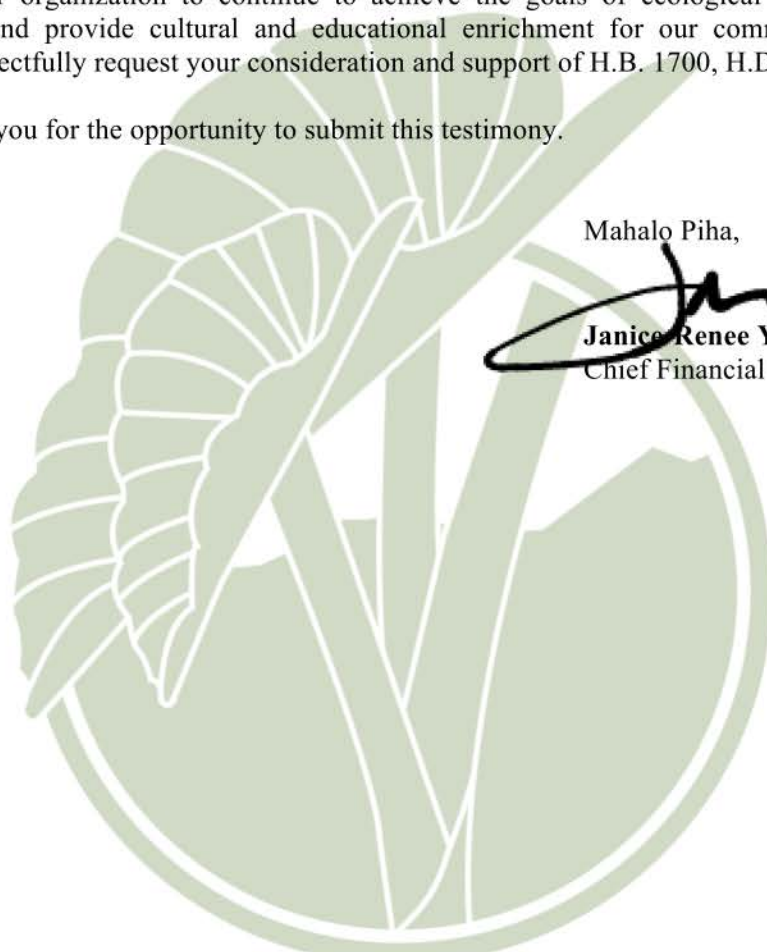 organization to continue to achieve the goals of ecological
nd provide cultural and educational enrichment for our comm
ectfully request your consideration and support of H.B. 1700, H.D
you for the opportunity to submit this testimony.
Mahalo Piha,
Janice Renee Y
Chief Financial